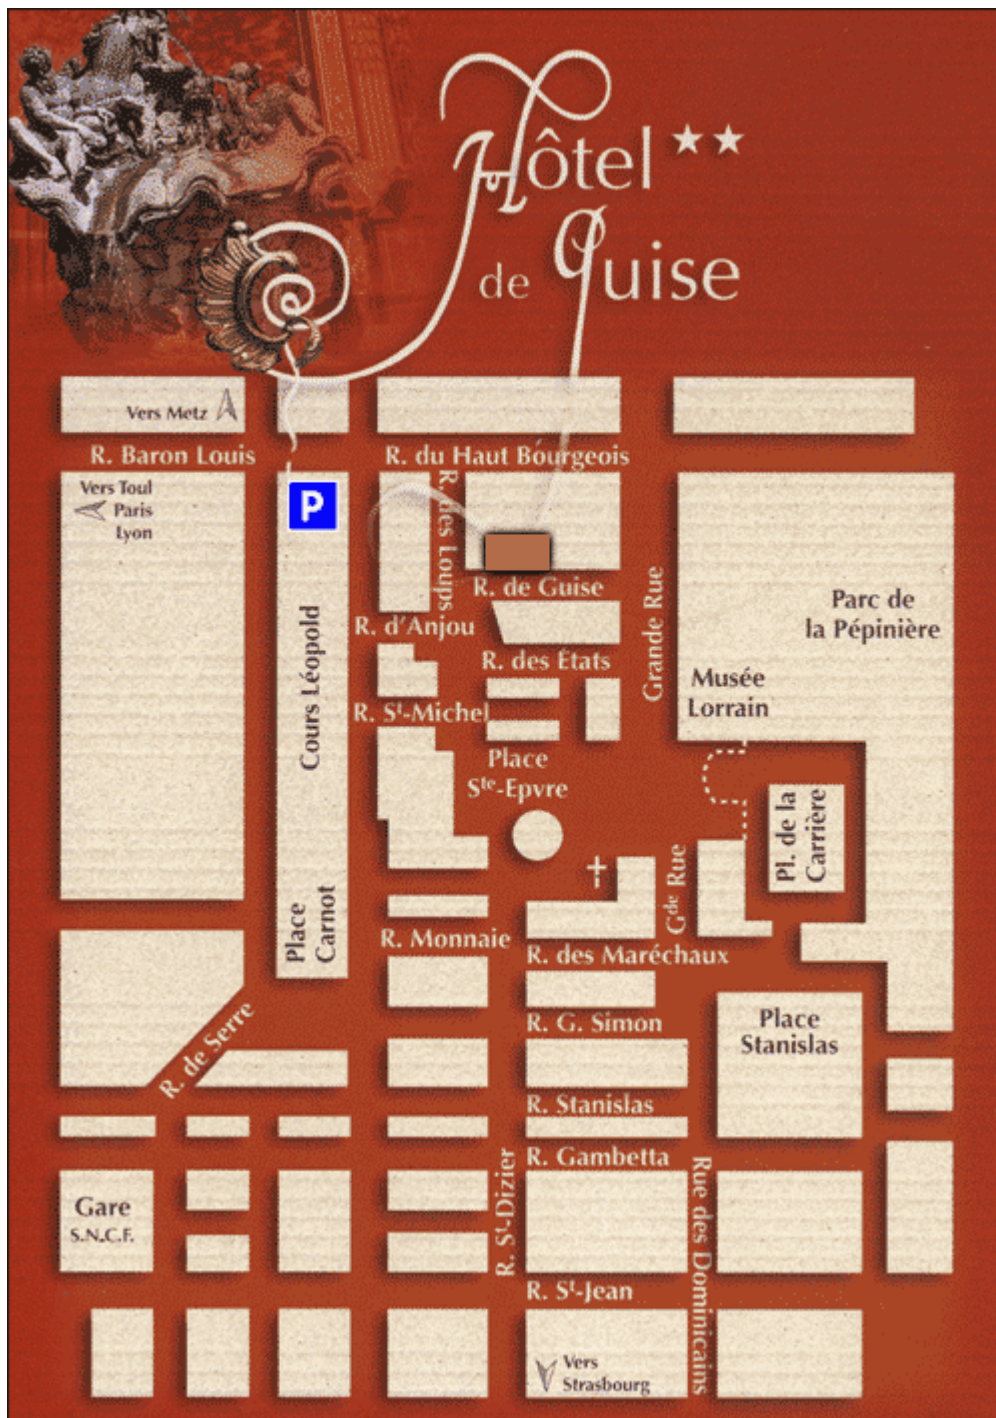 Hôtel
de Guise
Vers Metz
R. Baron Louis
R. du Haut Bourgeois
Vers Toul
Paris
Lyon
P
R. des Loups
R. de Guise
Grande Rue
Parc de
la Pépinière
R. d'Anjou
Cours Léopold
R. des États
Musée
Lorrain
R. St-Michel
Place
Ste-Epvre
Pl. de la
Carrière
Gde Rue
Place
Carnot
R. Monnaie
R. des Maréchaux
R. G. Simon
Place
Stanislas
R. de Serre
R. Stanislas
R. Gambetta
R. St-Dizier
Rue des Dominicains
Gare
S.N.C.F.
R. St-Jean
Vers
Strasbourg